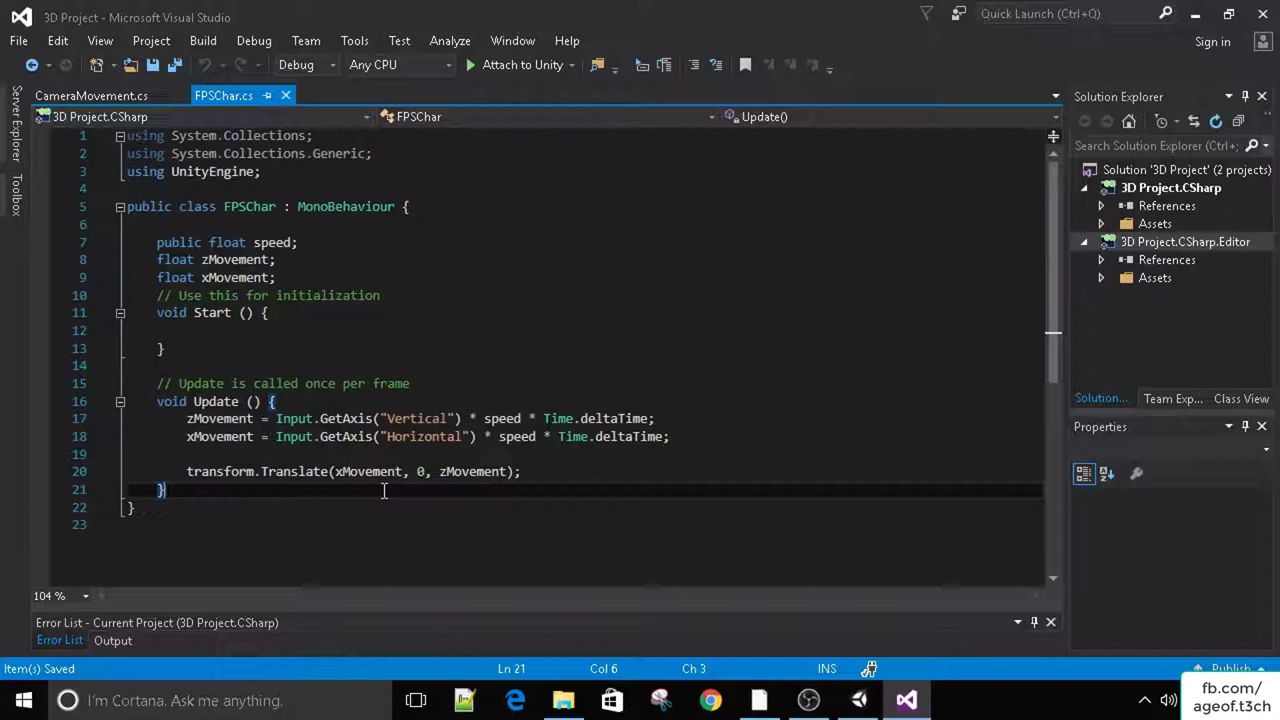 3D Project - Microsoft Visual Studio
Quick Launch (Ctrl+Q)
File Edit View Project Build Debug Team Tools Test Analyze Window Help
Sign in
Debug Any CPU Attach to Unity
Server Explorer
Toolbox
CameraMovement.cs FPSChar.cs
3D Project.CSharp FPSChar Update()
1 using System.Collections;
2 using System.Collections.Generic;
3 using UnityEngine;
4
5 public class FPSChar : MonoBehaviour {
6
7 public float speed;
8 float zMovement;
9 float xMovement;
10 // Use this for initialization
11 void Start () {
12
13 }
14
15 // Update is called once per frame
16 void Update () {
17 zMovement = Input.GetAxis("Vertical") * speed * Time.deltaTime;
18 xMovement = Input.GetAxis("Horizontal") * speed * Time.deltaTime;
19
20 transform.Translate(xMovement, 0, zMovement);
21 }
22 }
23
104 %
Error List - Current Project (3D Project.CSharp)
Error List Output
Solution Explorer
Search Solution Explorer (Ctrl+;
Solution '3D Project' (2 projects)
3D Project.CSharp
References
Assets
3D Project.CSharp.Editor
References
Assets
Solution... Team Exp... Class View
Properties
Item(s) Saved Ln 21 Col 6 Ch 3 INS Publish
I'm Cortana. Ask me anything.
fb.com/
ageof.t3ch